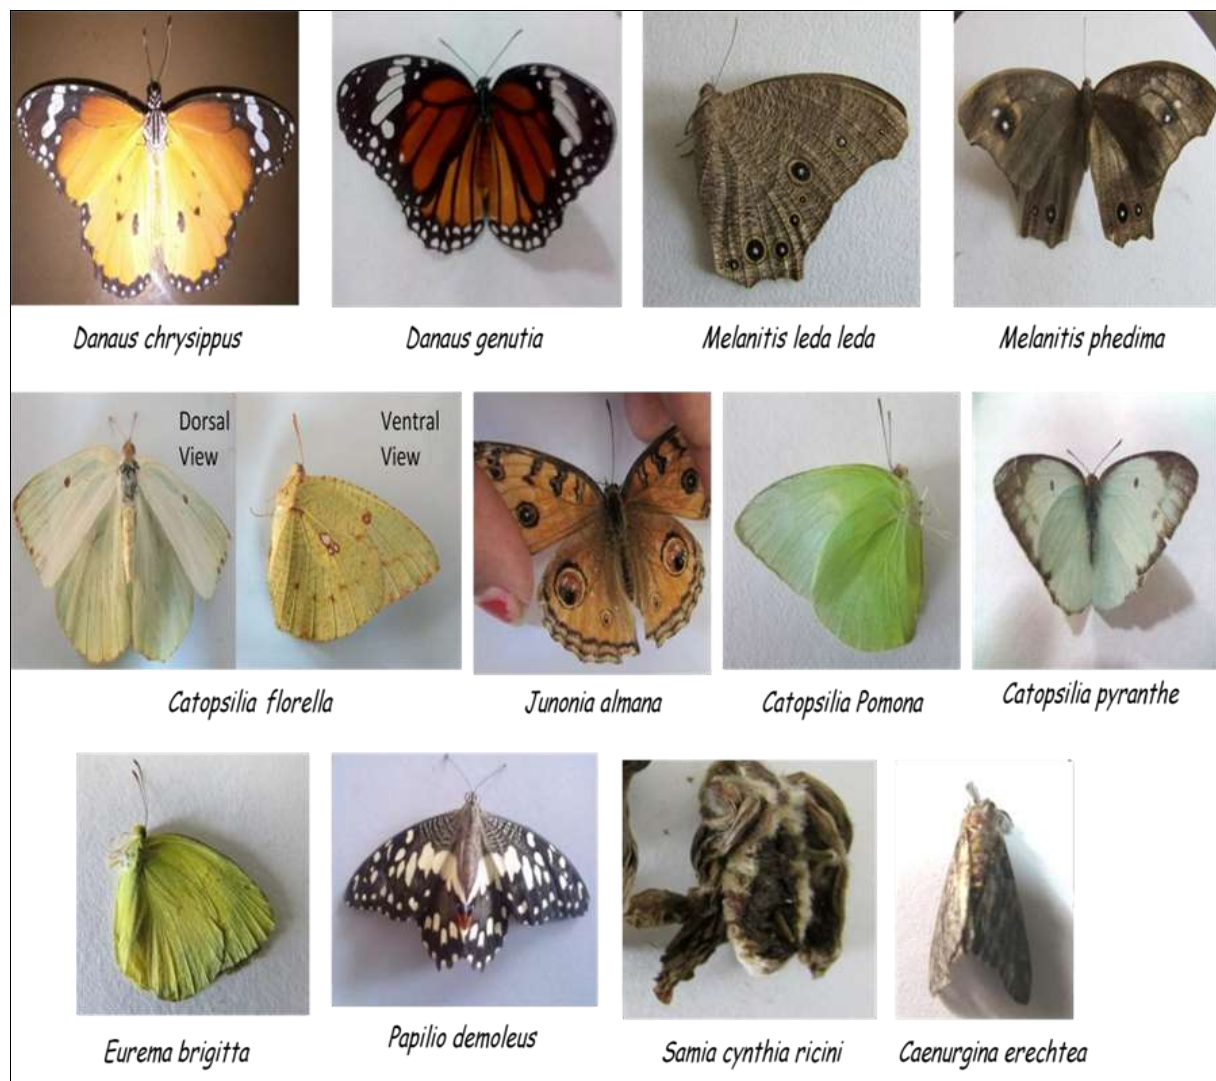 Danaus chrysippus
Danaus genutia
Melanitis leda leda
Melanitis phedima
Dorsal
View
Ventral
View
Catopsilia florella
Junonia almana
Catopsilia Pomona
Catopsilia pyranthe
Eurema brigitta
Papilio demoleus
Samia cynthia ricini
Caenurgina erechtea